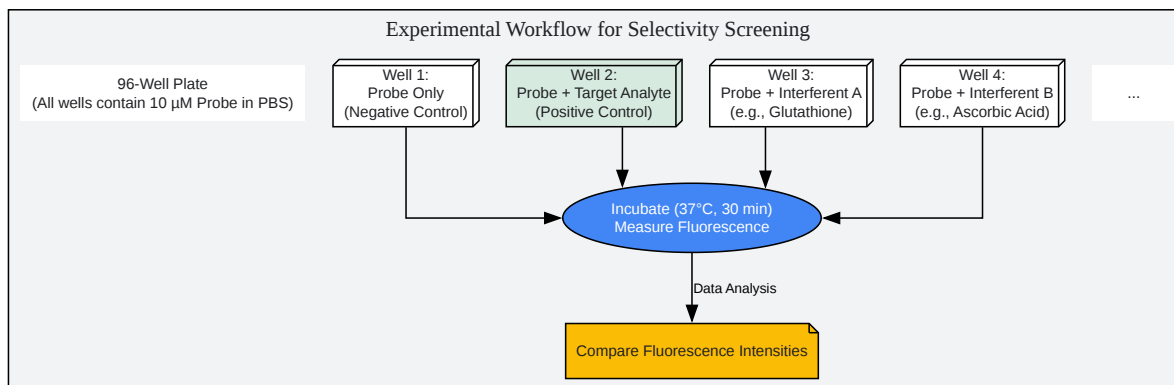 Experimental Workflow for Selectivity Screening
96-Well Plate
(All wells contain 10 µM Probe in PBS)
Well 1:
Probe Only
(Negative Control)
Well 2:
Probe + Target Analyte
(Positive Control)
Well 3:
Probe + Interferent A
(e.g., Glutathione)
Well 4:
Probe + Interferent B
(e.g., Ascorbic Acid)
...
Incubate (37°C, 30 min)
Measure Fluorescence
Data Analysis
Compare Fluorescence Intensities